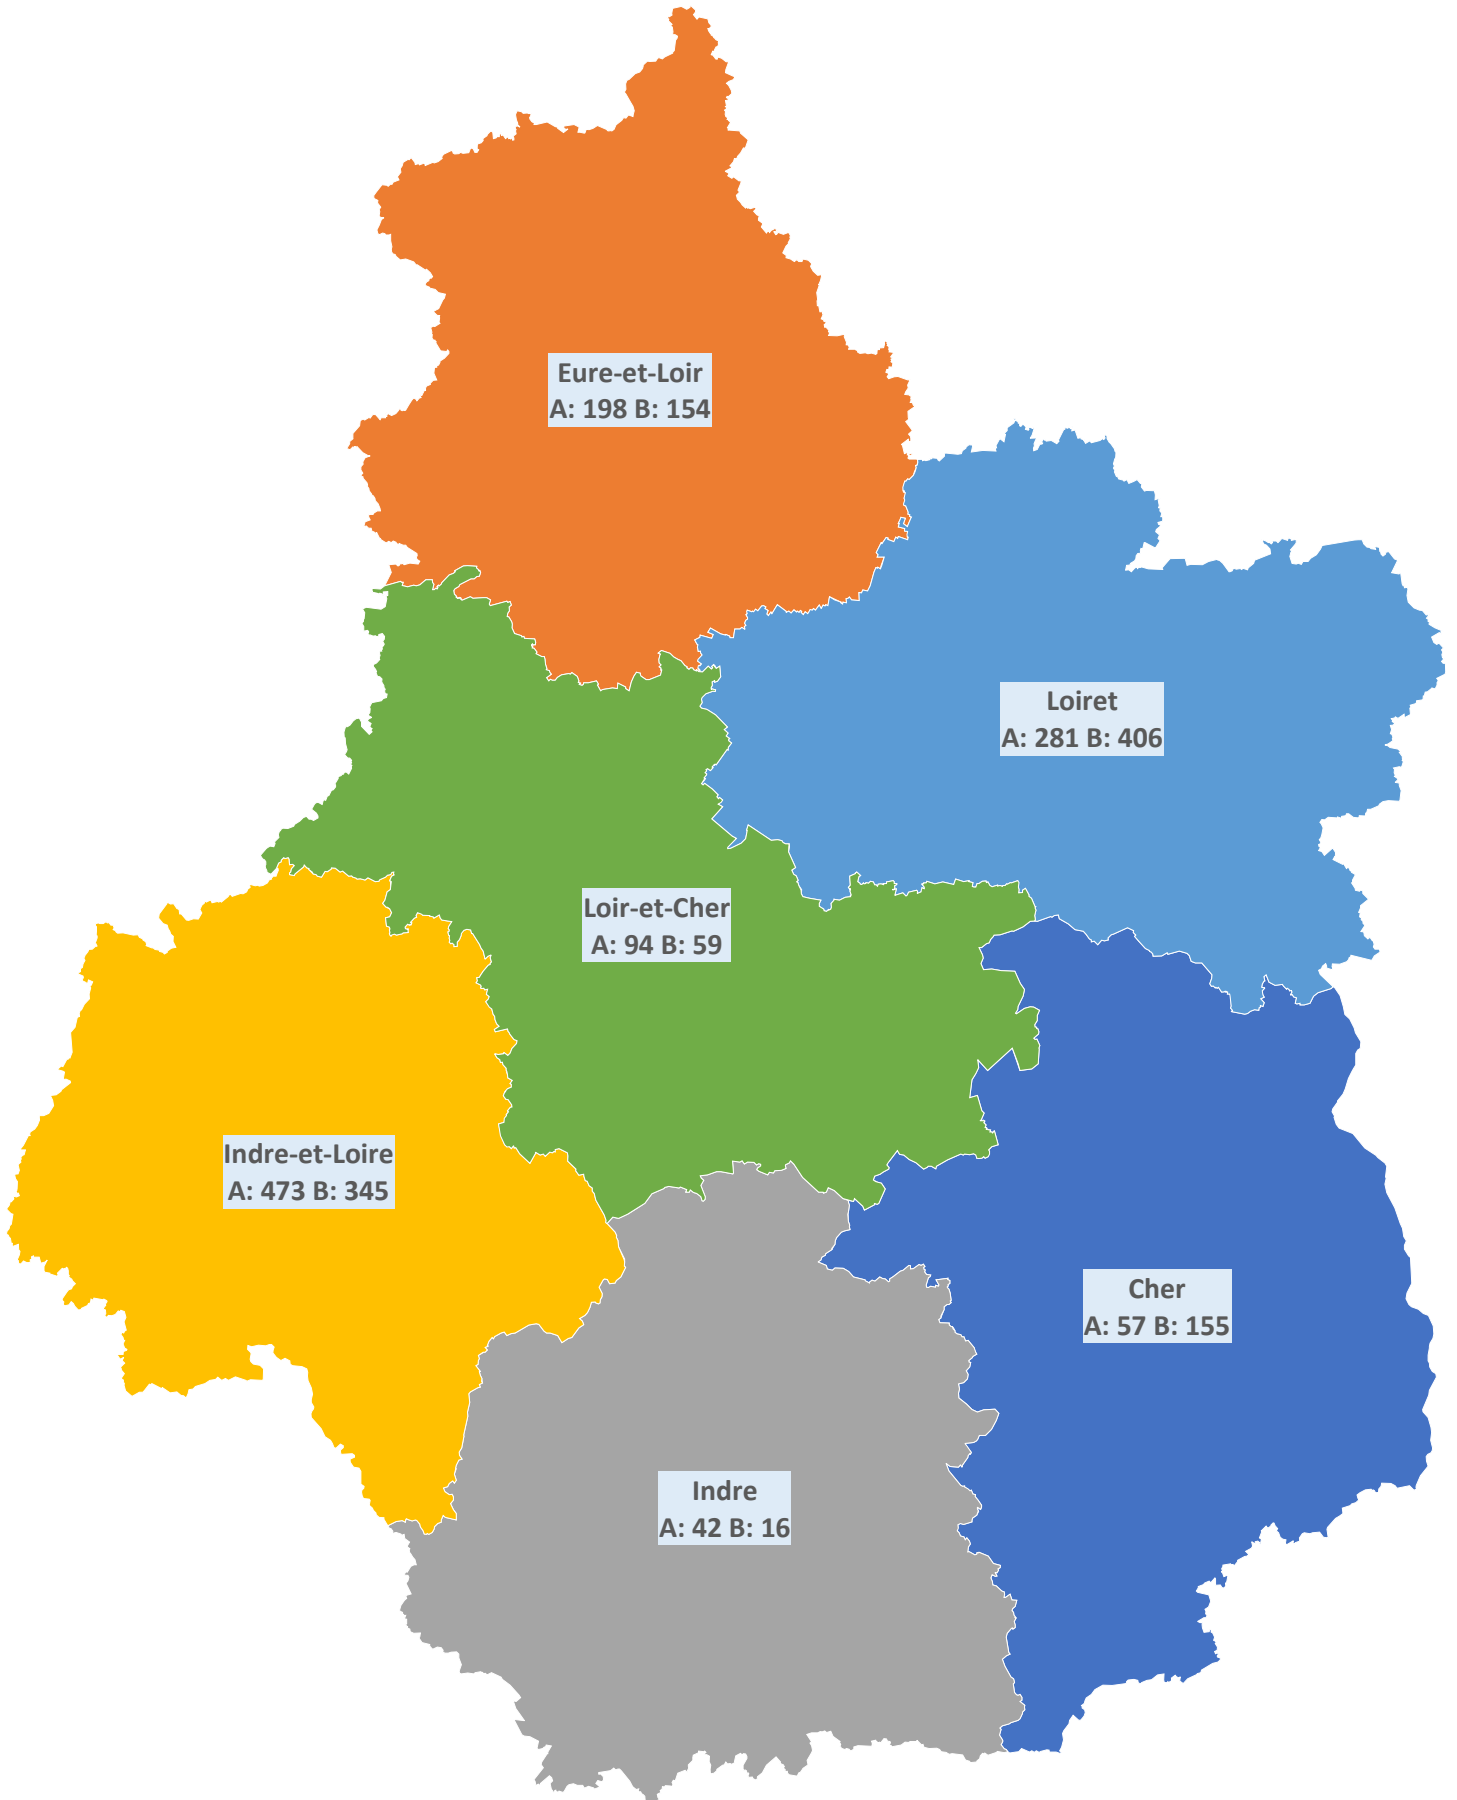 Eure-et-Loir
A: 198 B: 154
Loiret
A: 281 B: 406
Loir-et-Cher
A: 94 B: 59
Indre-et-Loire
A: 473 B: 345
Cher
A: 57 B: 155
Indre
A: 42 B: 16